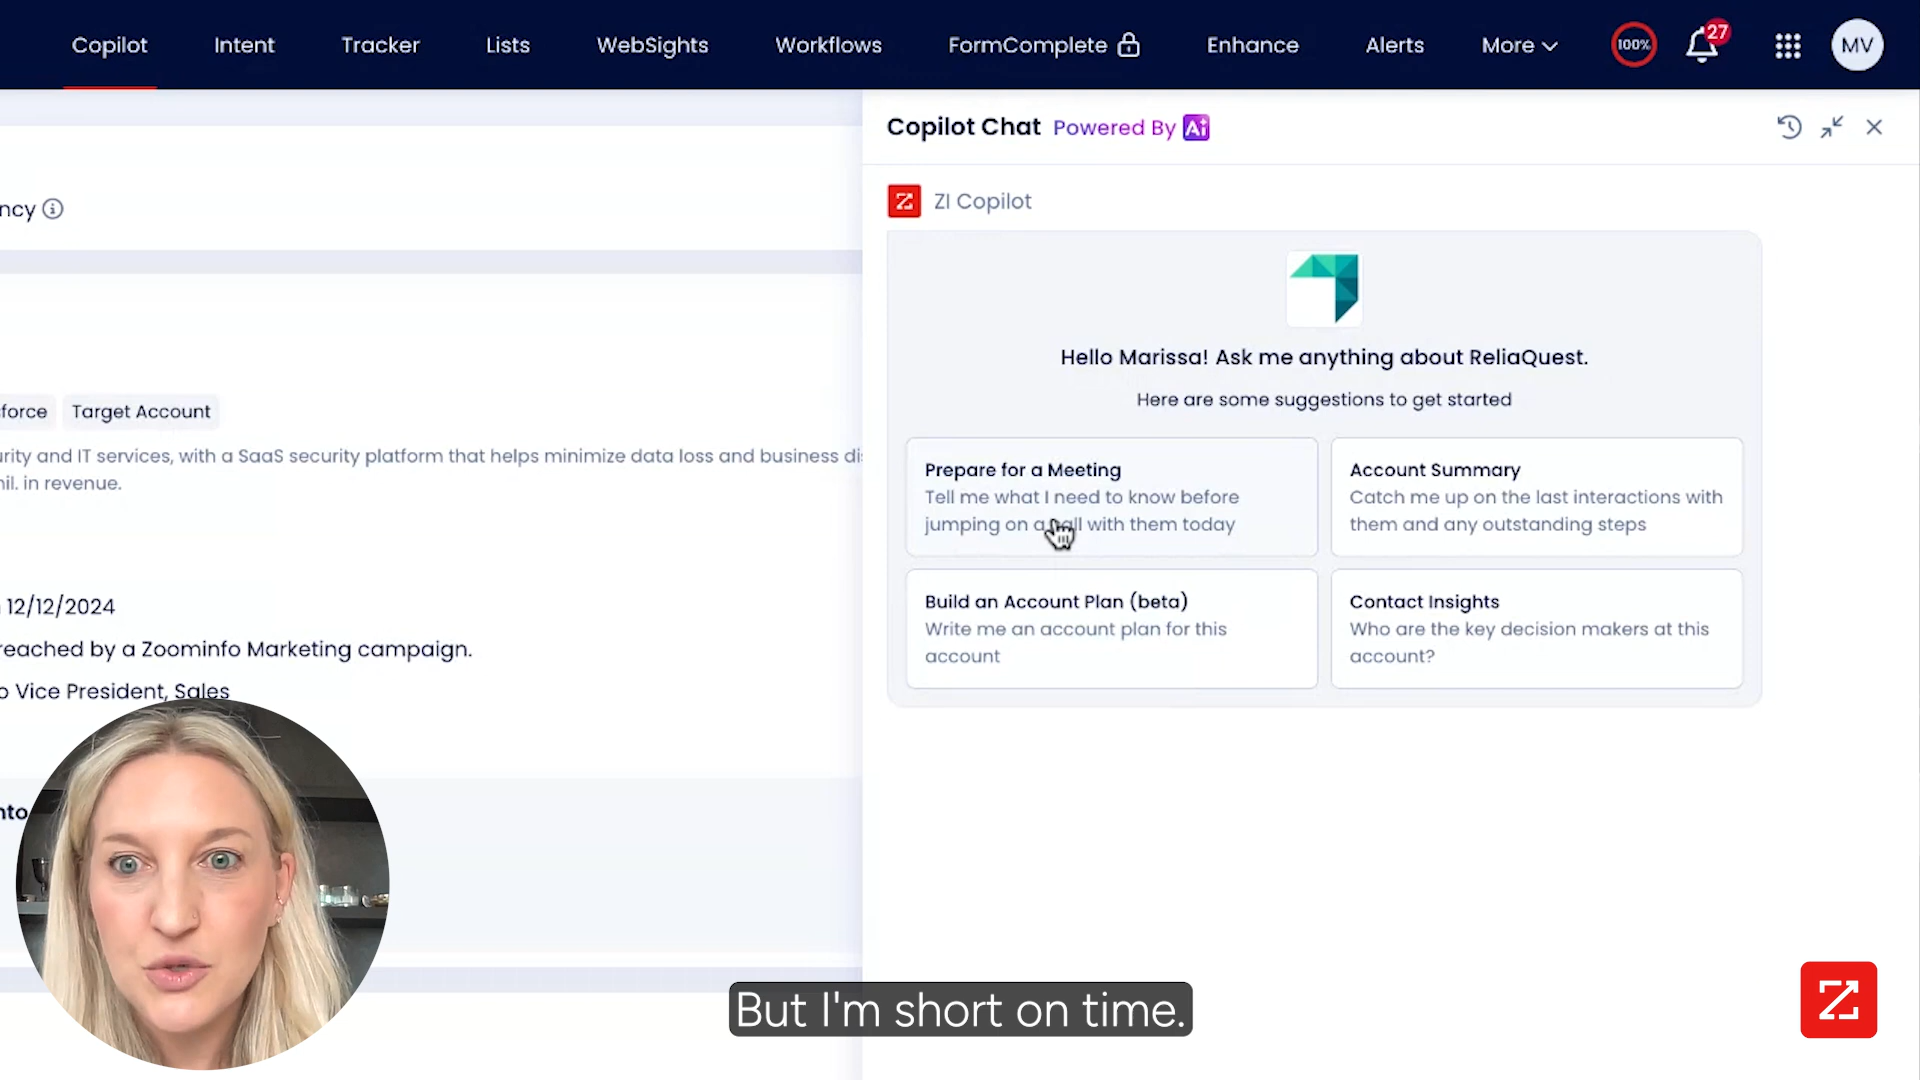 Copilot
Intent
Tracker
Lists
WebSights
Workflows
FormComplete
Enhance
Alerts
More
100%
27
MV
Copilot Chat Powered By Ai
ZI Copilot
Hello Marissa! Ask me anything about ReliaQuest.
Here are some suggestions to get started
Prepare for a Meeting
Tell me what I need to know before
jumping on a call with them today
Account Summary
Catch me up on the last interactions with
them and any outstanding steps
Build an Account Plan (beta)
Write me an account plan for this
account
Contact Insights
Who are the key decision makers at this
account?
ncy
force
Target Account
urity and IT services, with a SaaS security platform that helps minimize data loss and business di
nil. in revenue.
12/12/2024
reached by a Zoominfo Marketing campaign.
o Vice President, Sales
nto
But I'm short on time.